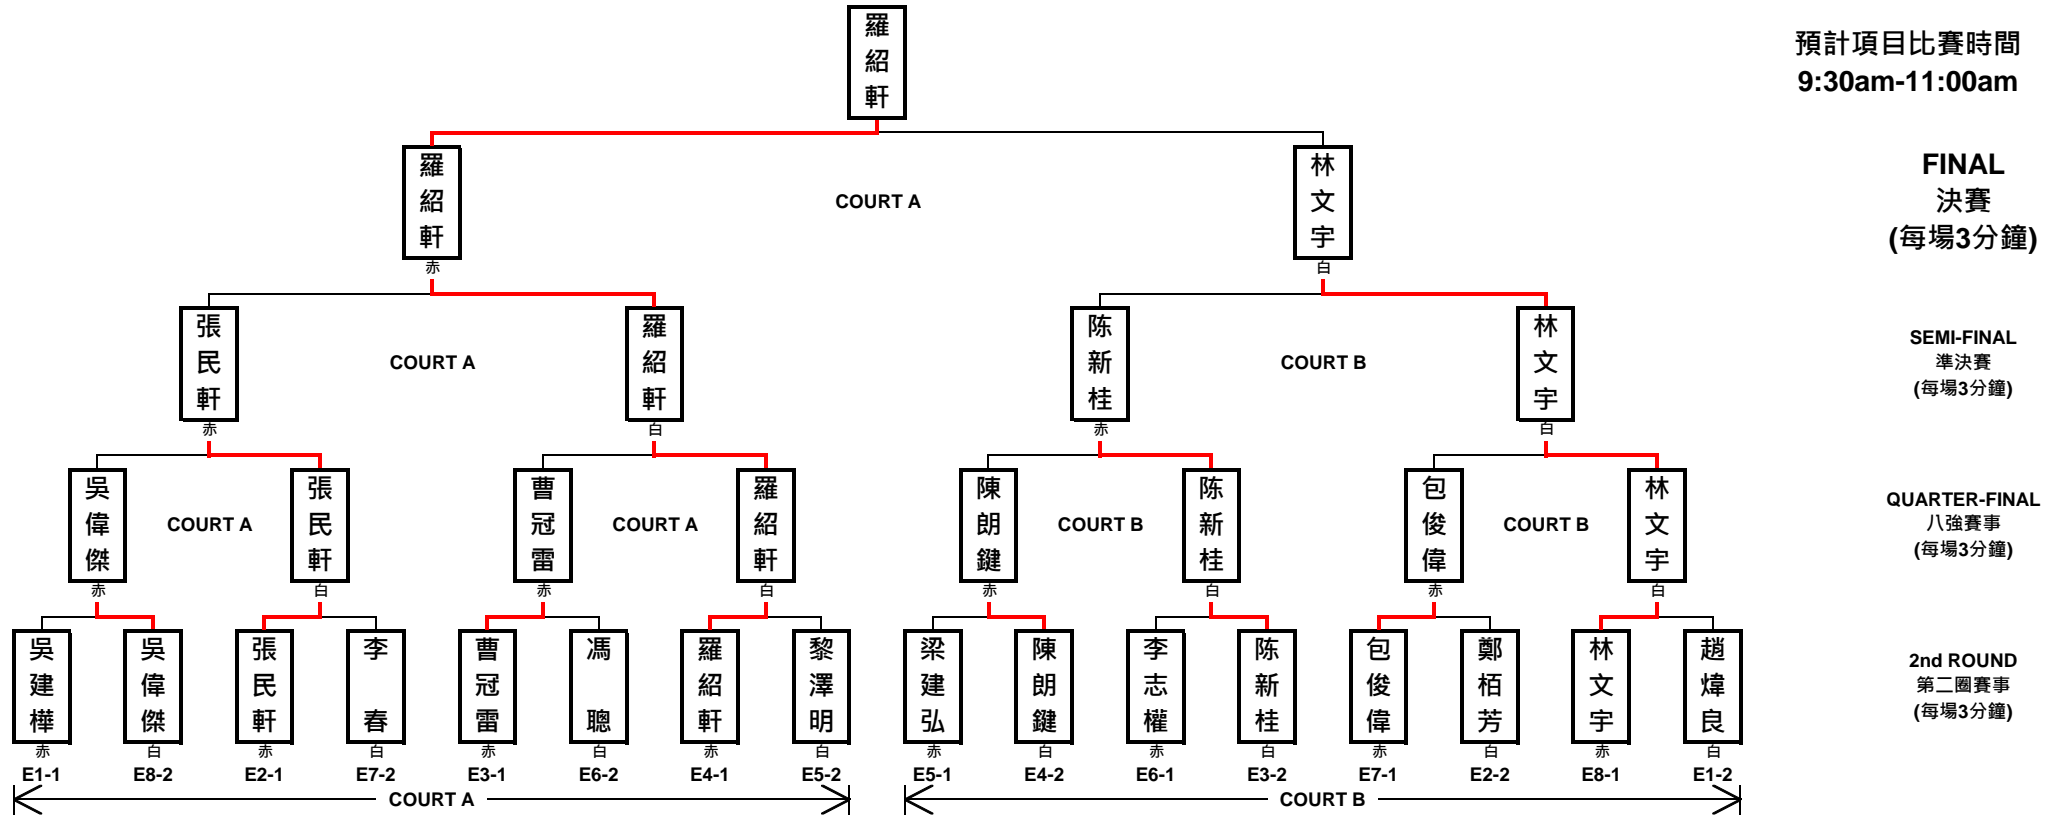 羅紹軒
預計項目比賽時間
9:30am-11:00am
羅紹軒
林文宇
COURT A
FINAL
決賽
(每場3分鐘)
赤
白
張民軒
羅紹軒
陈新桂
林文宇
COURT A
COURT B
SEMI-FINAL
準決賽
(每場3分鐘)
赤
白
赤
白
吳偉傑
張民軒
曹冠雷
羅紹軒
陳朗鍵
陈新桂
包俊偉
林文宇
COURT A
COURT A
COURT B
COURT B
QUARTER-FINAL
八強賽事
(每場3分鐘)
赤
白
赤
白
赤
白
赤
白
吳建樺
吳偉傑
張民軒
李春
曹冠雷
馮聰
羅紹軒
黎澤明
梁建弘
陳朗鍵
李志權
陈新桂
包俊偉
鄭栢芳
林文宇
趙煒良
2nd ROUND
第二圈賽事
(每場3分鐘)
赤
白
赤
白
赤
白
赤
白
赤
白
赤
白
赤
白
赤
白
E1-1
E8-2
E2-1
E7-2
E3-1
E6-2
E4-1
E5-2
E5-1
E4-2
E6-1
E3-2
E7-1
E2-2
E8-1
E1-2
COURT A
COURT B